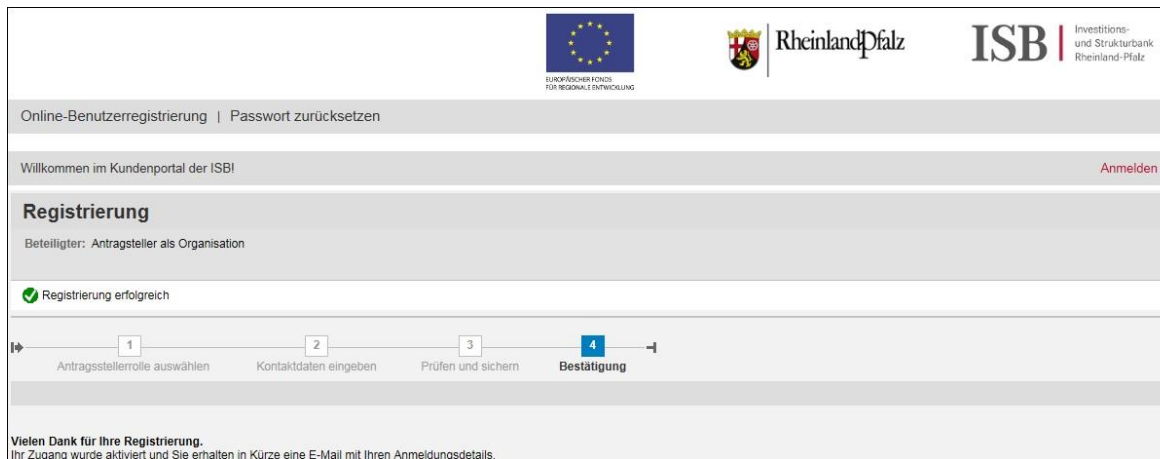 EUROPÄISCHER FONDS
FÜR REGIONALE ENTWICKLUNG
RheinlandPfalz
ISB
Investitions-
und Strukturbank
Rheinland-Pfalz
Online-Benutzerregistrierung | Passwort zurücksetzen
Willkommen im Kundenportal der ISB!
Anmelden
Registrierung
Beteiligter: Antragsteller als Organisation
Registrierung erfolgreich
1
Antragsstellerrolle auswählen
2
Kontaktdaten eingeben
3
Prüfen und sichern
4
Bestätigung
Vielen Dank für Ihre Registrierung.
Ihr Zugang wurde aktiviert und Sie erhalten in Kürze eine E-Mail mit Ihren Anmeldungsdetails.